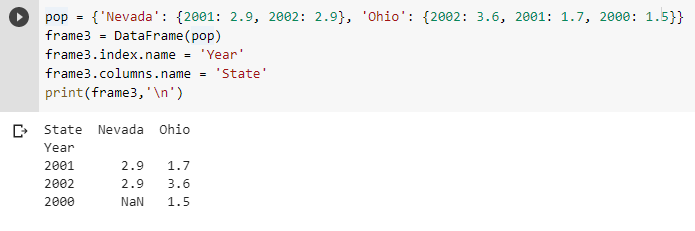 pop = {'Nevada': {2001: 2.9, 2002: 2.9}, 'Ohio': {2002: 3.6, 2001: 1.7, 2000: 1.5}}
frame3 = DataFrame(pop)
frame3.index.name = 'Year'
frame3.columns.name = 'State'
print(frame3,'\n')
State  Nevada  Ohio
Year
2001      2.9   1.7
2002      2.9   3.6
2000      NaN   1.5